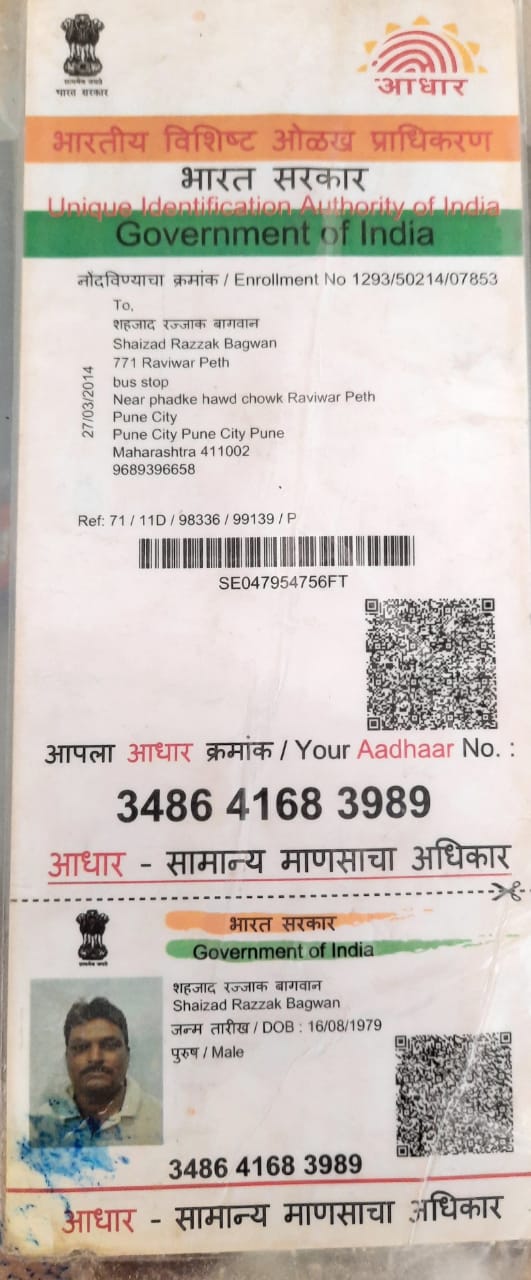 सत्यमेव जयते
भारत सरकार
आधार
भारतीय विशिष्ट ओळख प्राधिकरण
भारत सरकार
Unique Identification Authority of India
Government of India
नोंदविण्याचा क्रमांक / Enrollment No 1293/50214/07853
To,
शहजाद रज्जाक बागवान
Shaizad Razzak Bagwan
771 Raviwar Peth
bus stop
Near phadke hawd chowk Raviwar Peth
Pune City
Pune City Pune City Pune
Maharashtra 411002
9689396658
27/03/2014
Ref: 71 / 11D / 98336 / 99139 / P
SE047954756FT
आपला आधार क्रमांक / Your Aadhaar No. :
3486 4168 3989
आधार - सामान्य माणसाचा अधिकार
भारत सरकार
Government of India
शहजाद रज्जाक बागवान
Shaizad Razzak Bagwan
जन्म तारीख / DOB : 16/08/1979
पुरुष / Male
3486 4168 3989
आधार - सामान्य माणसाचा अधिकार